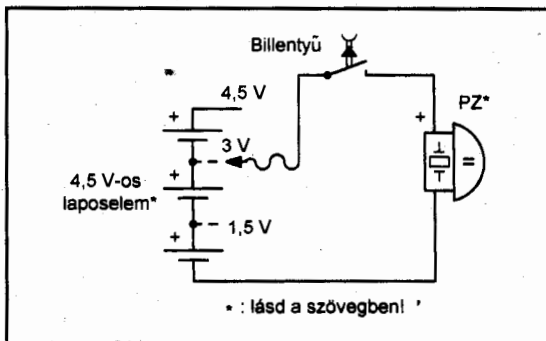 Billentyű
4,5 V
PZ*
+
+
3 V
=
4,5 V-os
laposelem*
+
1,5 V
+
* : lásd a szövegben!